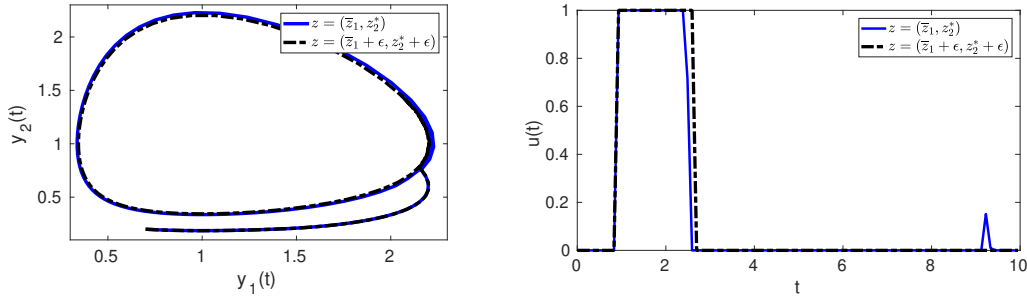 z = (z̅₁, z₂*)
z = (z̅₁ + ϵ, z₂* + ϵ)
2
1.5
1
0.5
y₂(t)
0.5
1
1.5
2
y₁(t)
z = (z̅₁, z₂*)
z = (z̅₁ + ϵ, z₂* + ϵ)
1
0.8
0.6
0.4
0.2
0
u(t)
0
2
4
6
8
10
t